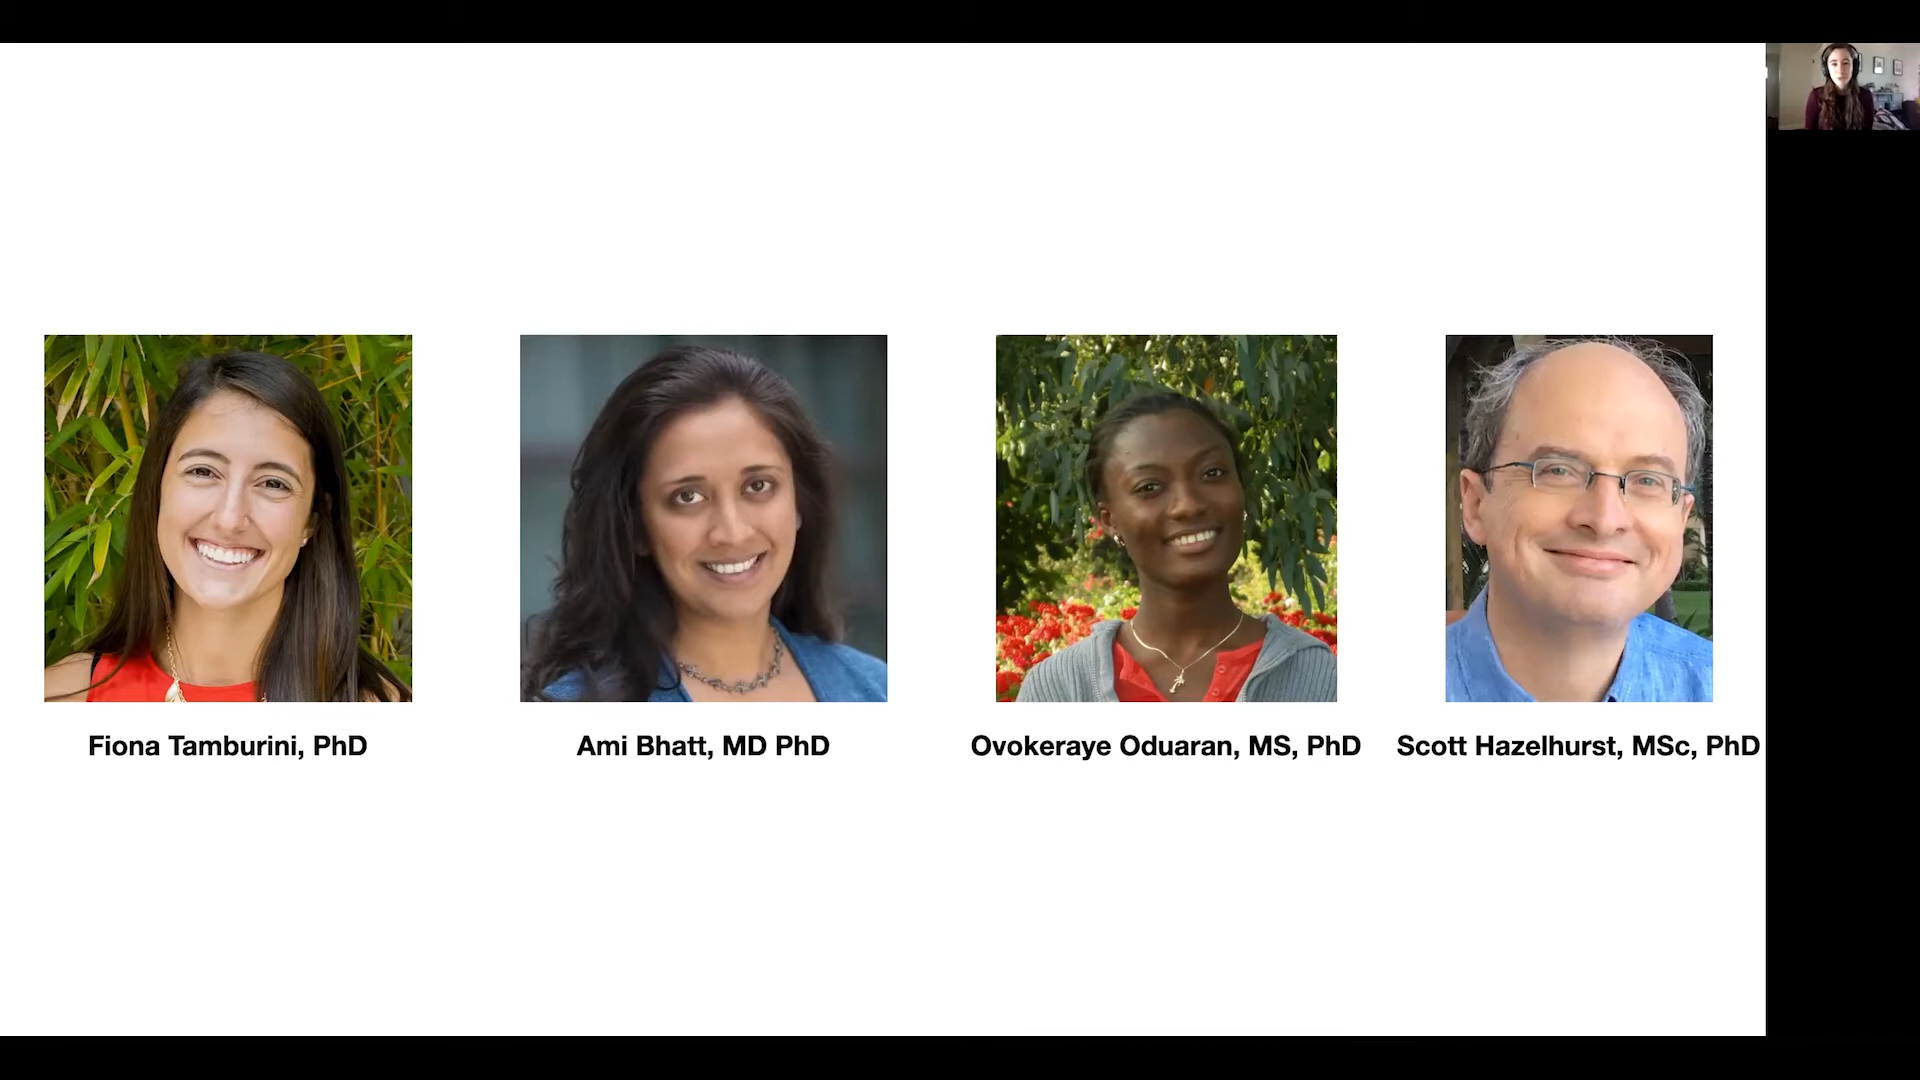 Fiona Tamburini, PhD
Ami Bhatt, MD PhD
Ovokeraye Oduaran, MS, PhD
Scott Hazelhurst, MSc, PhD